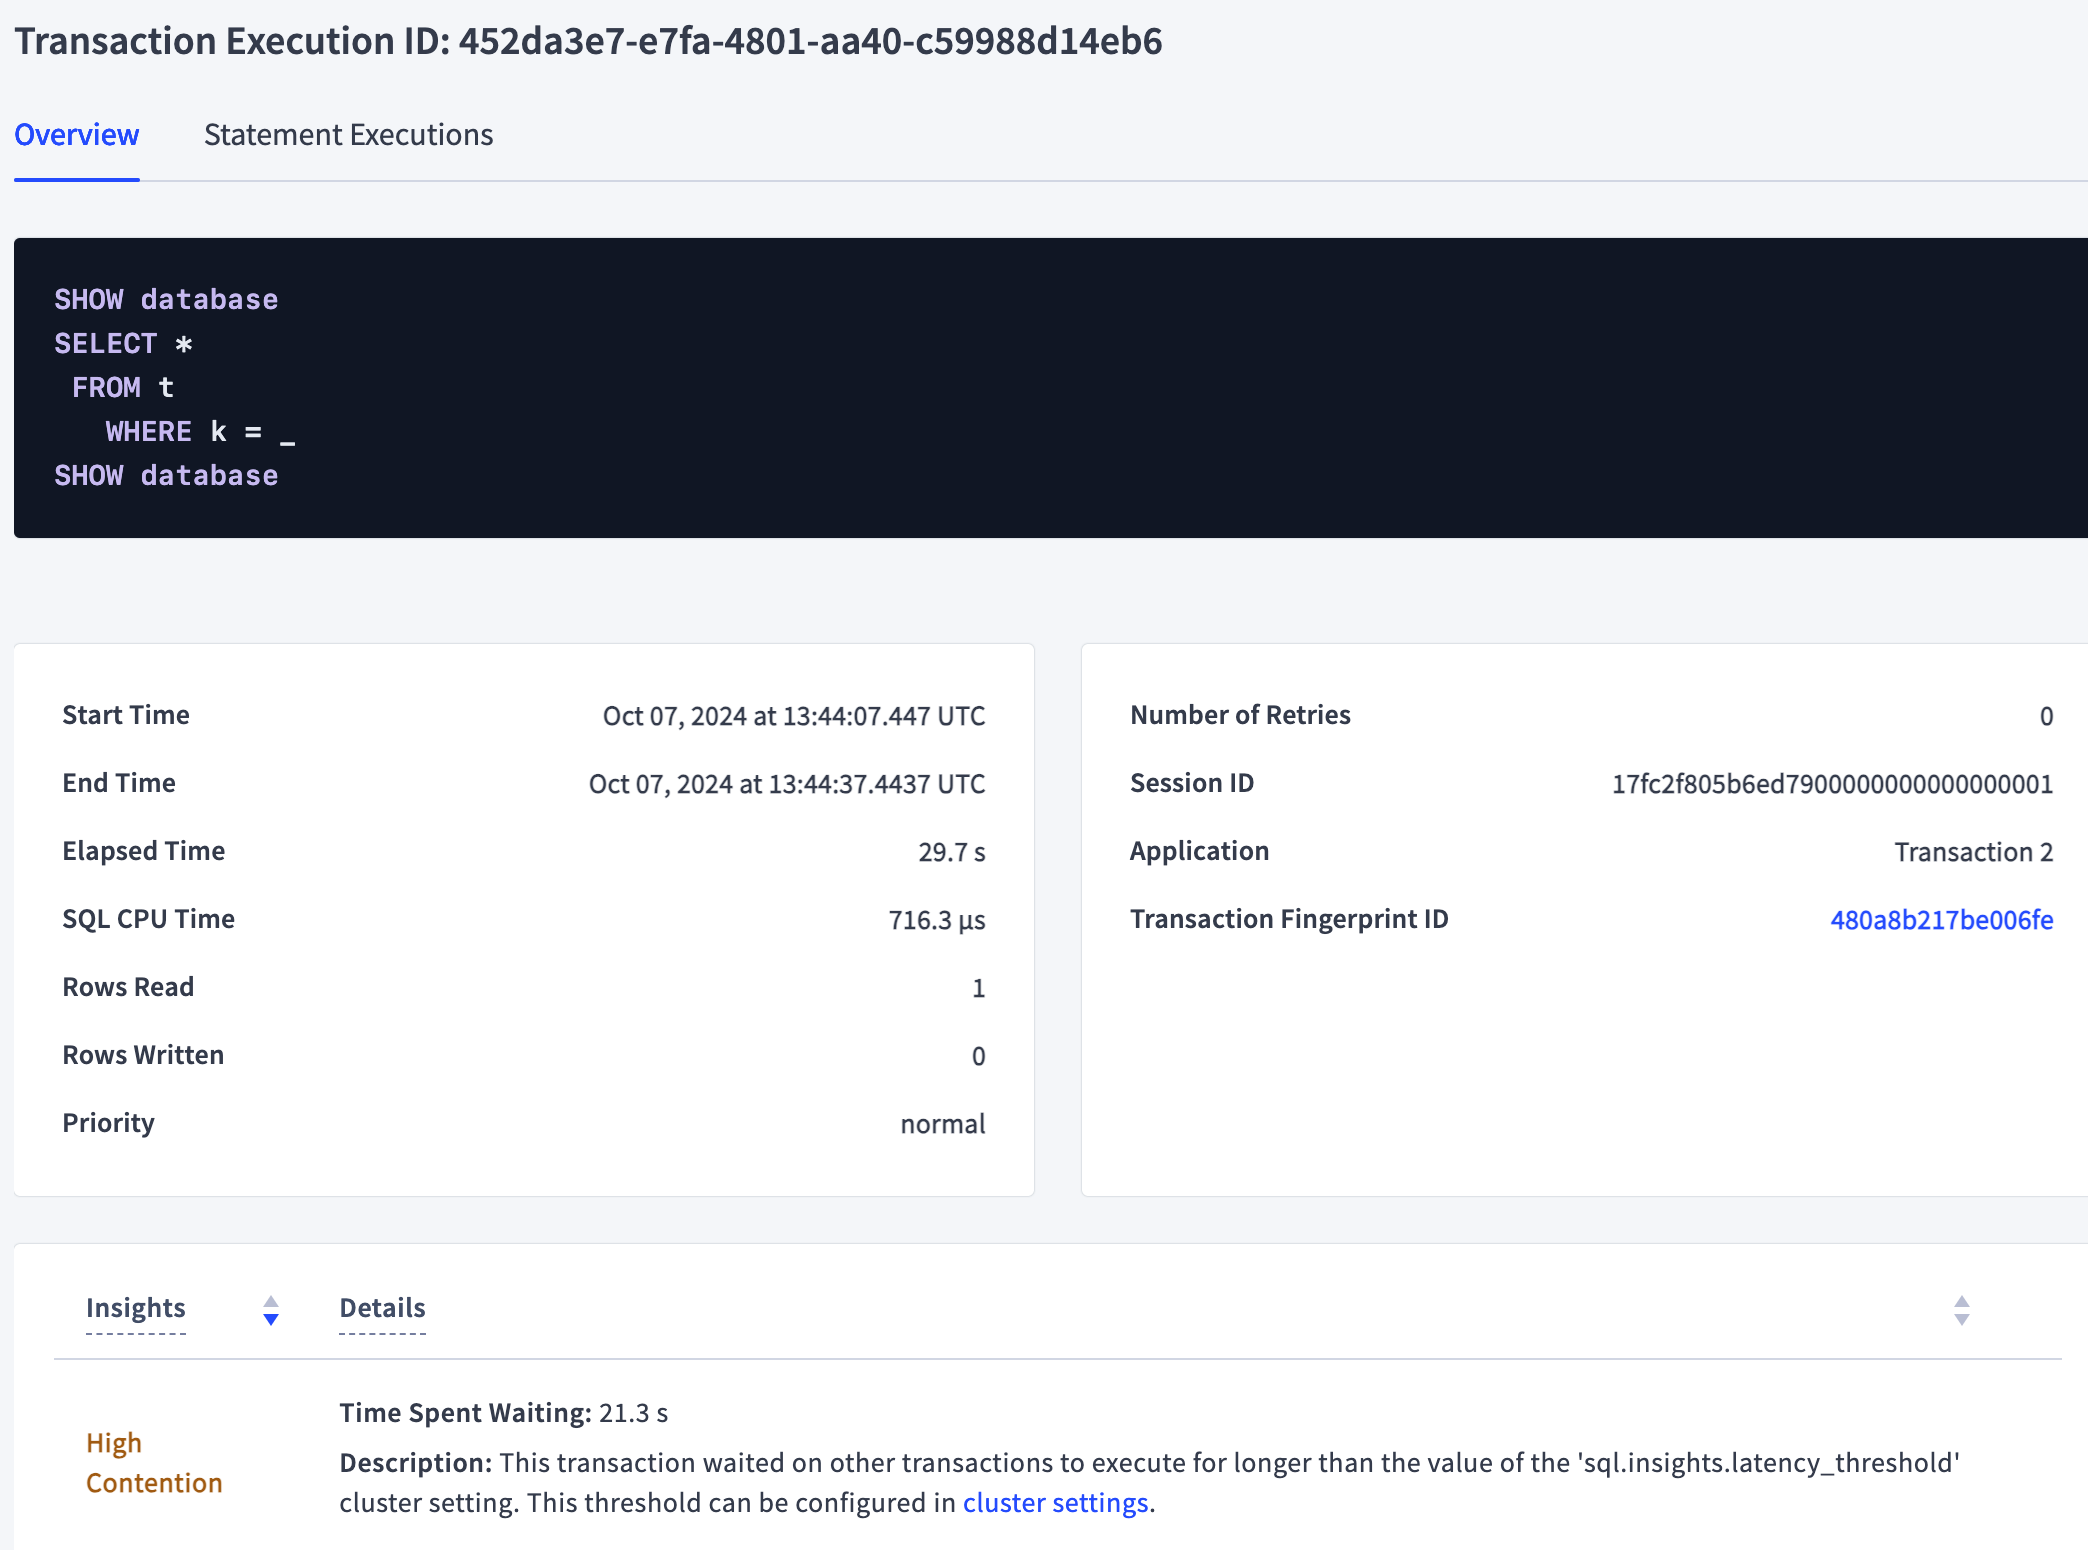 Transaction Execution ID: 452da3e7-e7fa-4801-aa40-c59988d14eb6
Overview Statement Executions
SHOW database
SELECT *
FROM t
WHERE k = _
SHOW database
Start Time Oct 07, 2024 at 13:44:07.447 UTC
End Time Oct 07, 2024 at 13:44:37.4437 UTC
Elapsed Time 29.7 s
SQL CPU Time 716.3 µs
Rows Read 1
Rows Written 0
Priority normal
Number of Retries 0
Session ID 17fc2f805b6ed7900000000000000001
Application Transaction 2
Transaction Fingerprint ID 480a8b217be006fe
Insights Details
High
Contention
Time Spent Waiting: 21.3 s
Description: This transaction waited on other transactions to execute for longer than the value of the 'sql.insights.latency_threshold'
cluster setting. This threshold can be configured in cluster settings.